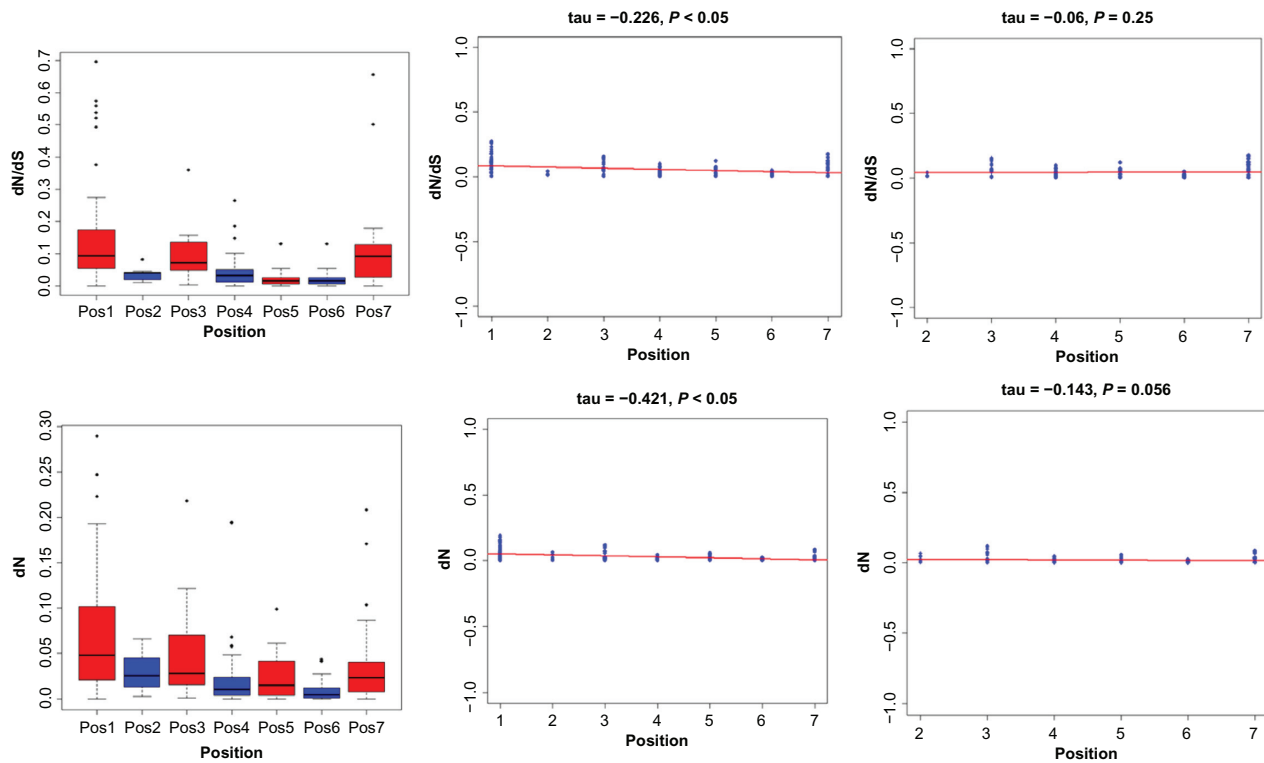 tau = −0.226, P < 0.05
tau = −0.06, P = 0.25
dN/dS
0.0 0.1 0.2 0.3 0.4 0.5 0.6 0.7
Pos1 Pos2 Pos3 Pos4 Pos5 Pos6 Pos7
Position
dN/dS
−1.0 −0.5 0.0 0.5 1.0
1 2 3 4 5 6 7
Position
dN/dS
−1.0 −0.5 0.0 0.5 1.0
2 3 4 5 6 7
Position
tau = −0.421, P < 0.05
tau = −0.143, P = 0.056
dN
0.0 0.05 0.10 0.15 0.20 0.25 0.30
Pos1 Pos2 Pos3 Pos4 Pos5 Pos6 Pos7
Position
dN
−1.0 −0.5 0.0 0.5 1.0
1 2 3 4 5 6 7
Position
dN
−1.0 −0.5 0.0 0.5 1.0
2 3 4 5 6 7
Position